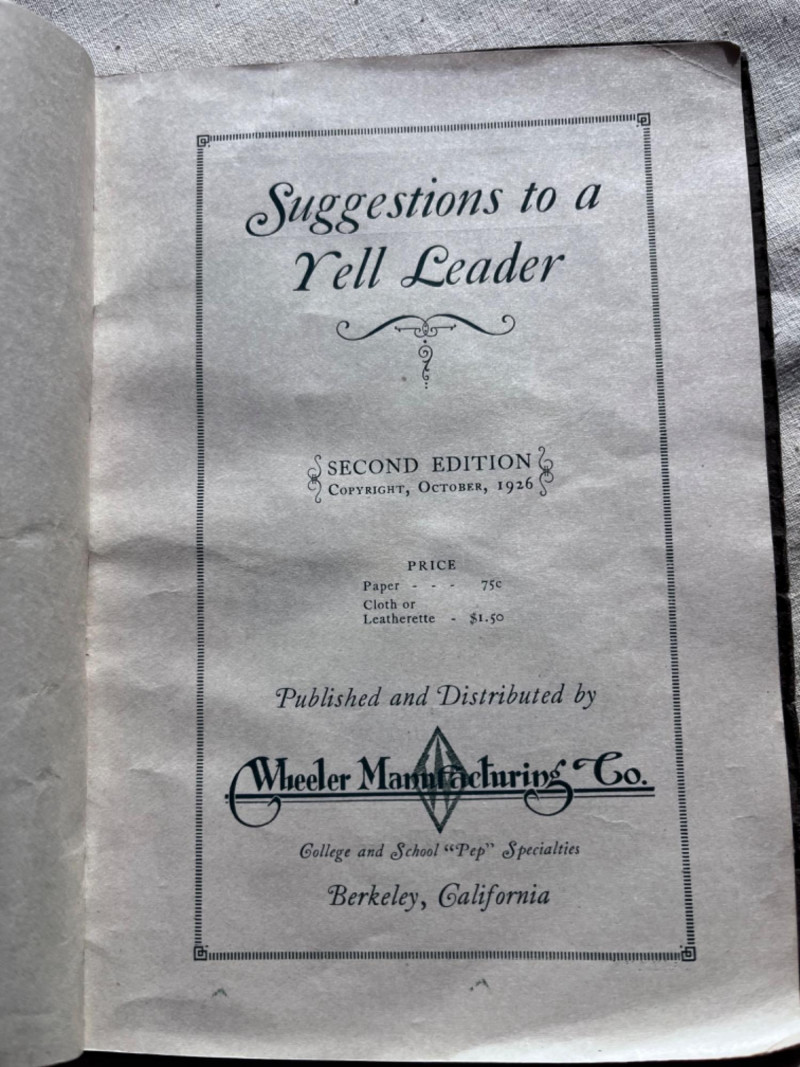 Suggestions to a
Yell Leader
SECOND EDITION
COPYRIGHT, OCTOBER, 1926
PRICE
Paper - - - 75c
Cloth or
Leatherette - $1.50
Published and Distributed by
Wheeler Manufacturing Co.
College and School “Pep” Specialties
Berkeley, California